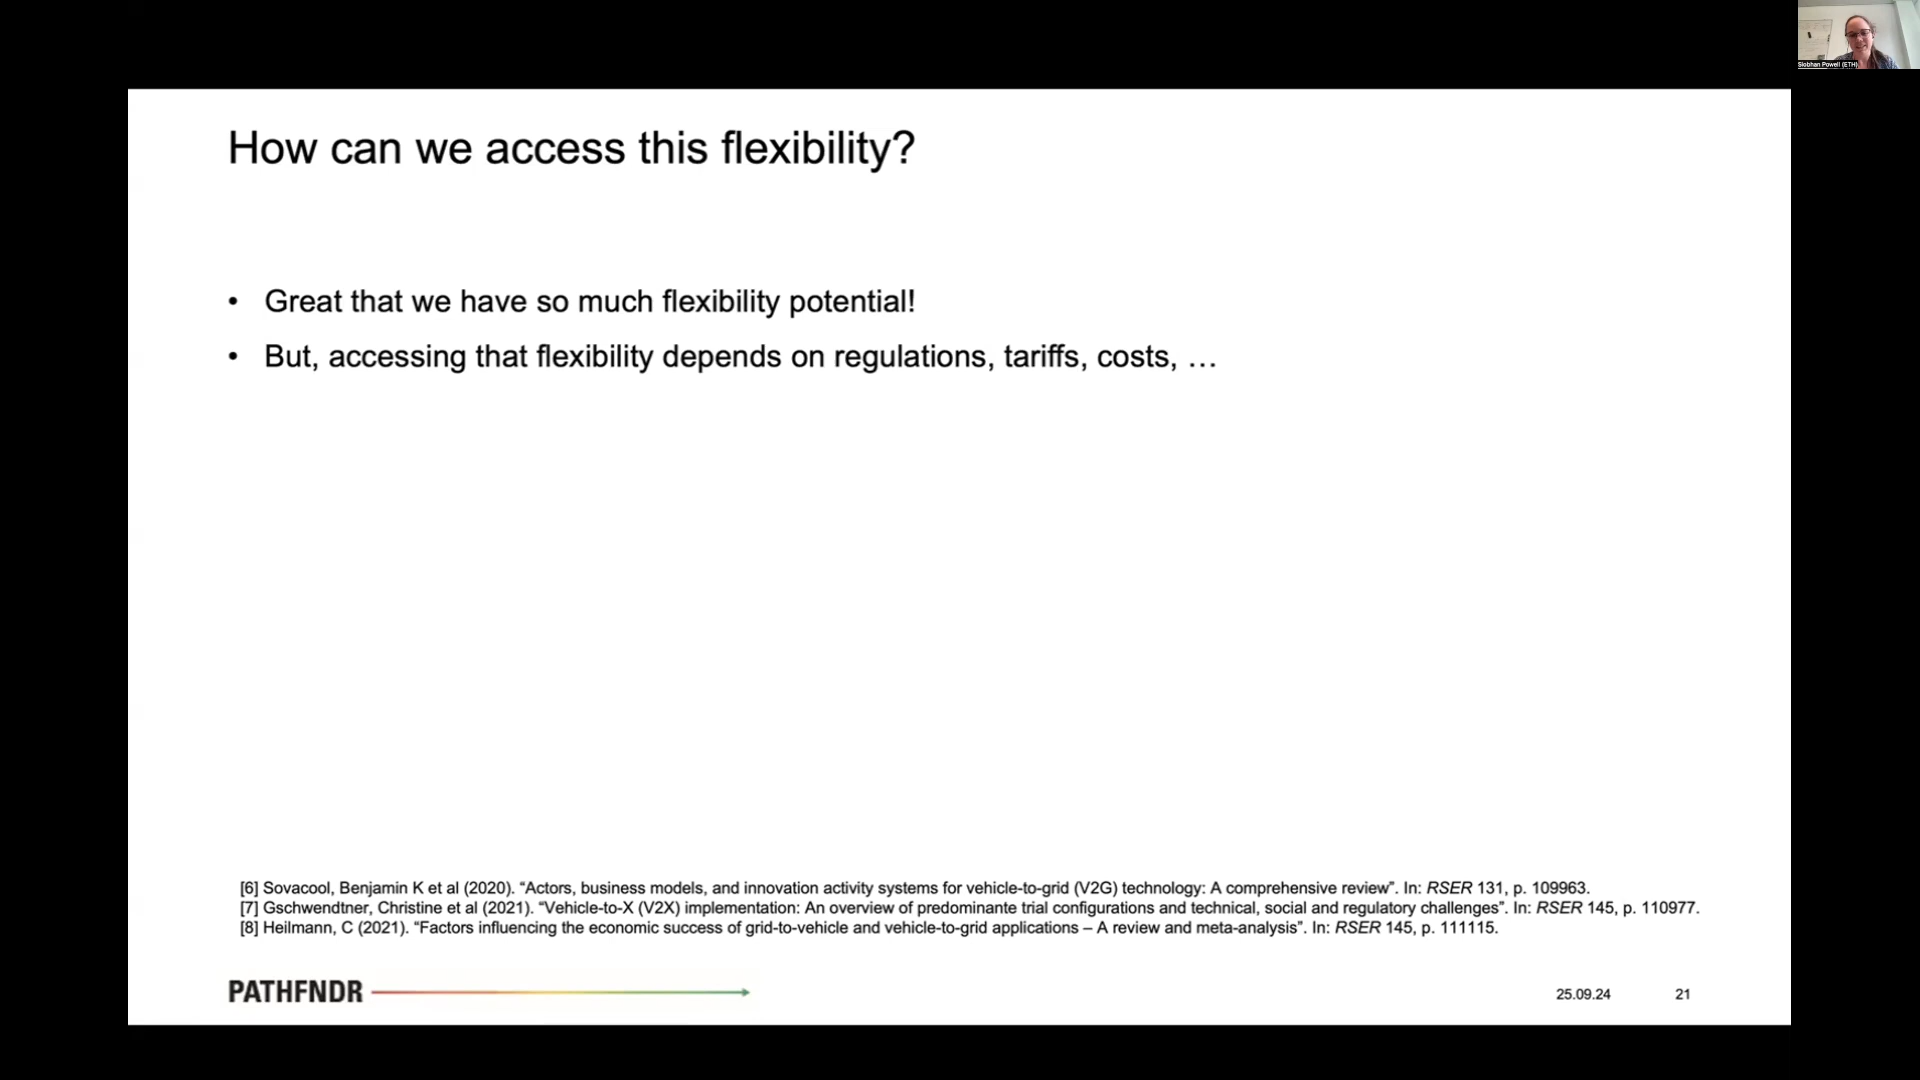 Siobhan Powell (ETH)
How can we access this flexibility?
• Great that we have so much flexibility potential!
• But, accessing that flexibility depends on regulations, tariffs, costs, …
[6] Sovacool, Benjamin K et al (2020). “Actors, business models, and innovation activity systems for vehicle-to-grid (V2G) technology: A comprehensive review”. In: RSER 131, p. 109963.
[7] Gschwendtner, Christine et al (2021). “Vehicle-to-X (V2X) implementation: An overview of predominante trial configurations and technical, social and regulatory challenges”. In: RSER 145, p. 110977.
[8] Heilmann, C (2021). “Factors influencing the economic success of grid-to-vehicle and vehicle-to-grid applications – A review and meta-analysis”. In: RSER 145, p. 111115.
PATHFNDR
25.09.24
21